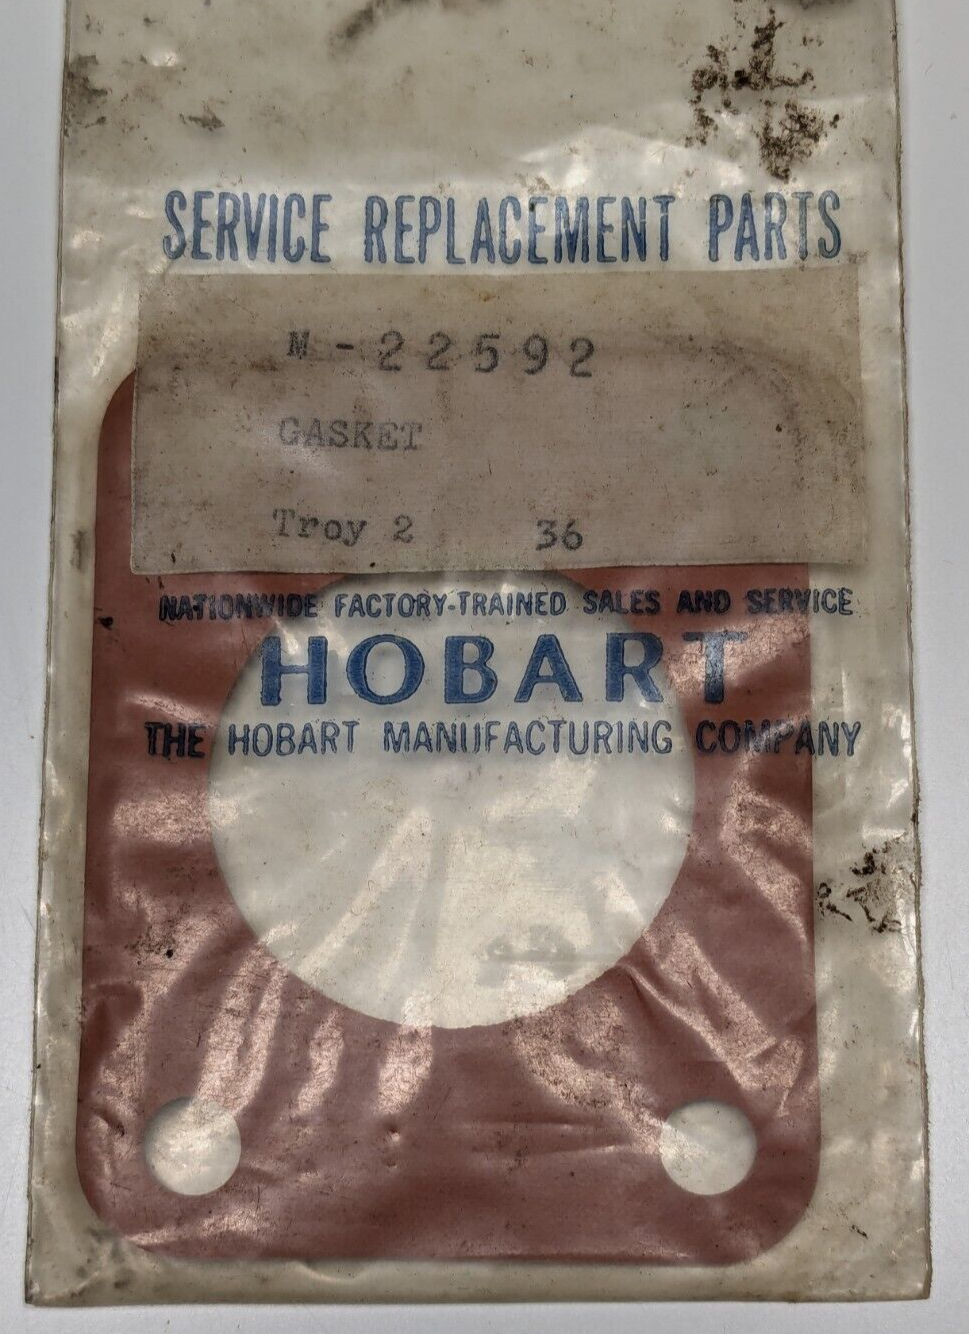 SERVICE REPLACEMENT PARTS
M-22592
GASKET
Troy 2 36
NATIONWIDE FACTORY-TRAINED SALES AND SERVICE
HOBART
THE HOBART MANUFACTURING COMPANY